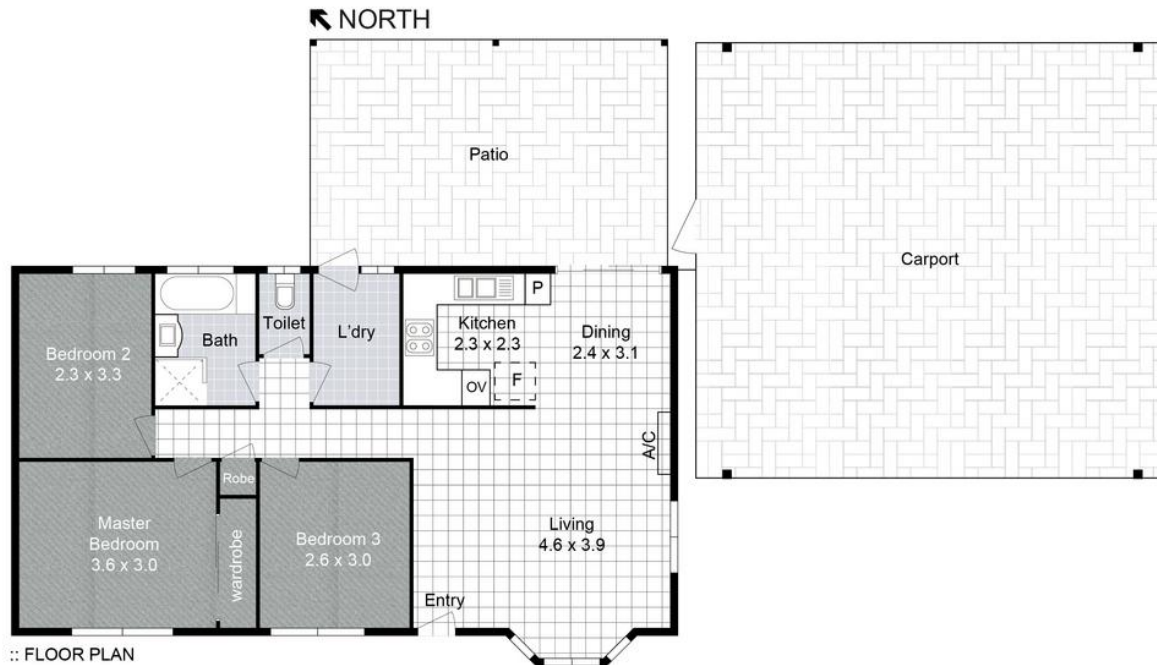 NORTH
Patio
Carport
Bedroom 2
2.3 x 3.3
Bath
Toilet
L'dry
Kitchen
2.3 x 2.3
P
OV
F
Dining
2.4 x 3.1
A/C
Robe
Master
Bedroom
3.6 x 3.0
wardrobe
Bedroom 3
2.6 x 3.0
Living
4.6 x 3.9
Entry
:: FLOOR PLAN